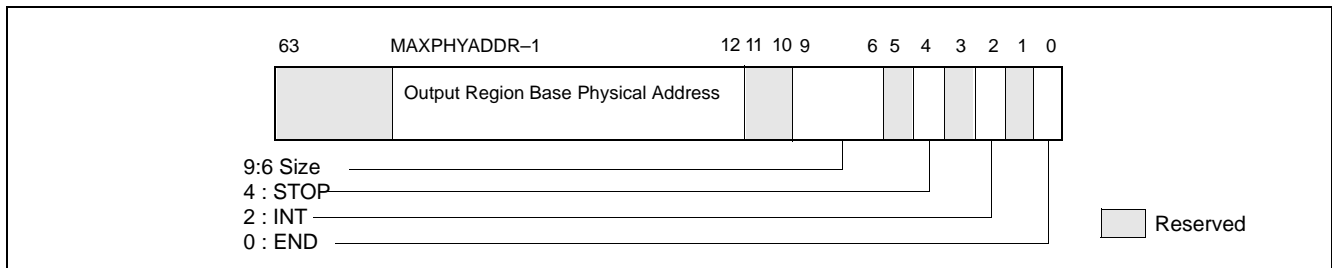 63 MAXPHYADDR–1 12 11 10 9 6 5 4 3 2 1 0
Output Region Base Physical Address
9:6 Size
4 : STOP
2 : INT
0 : END
Reserved